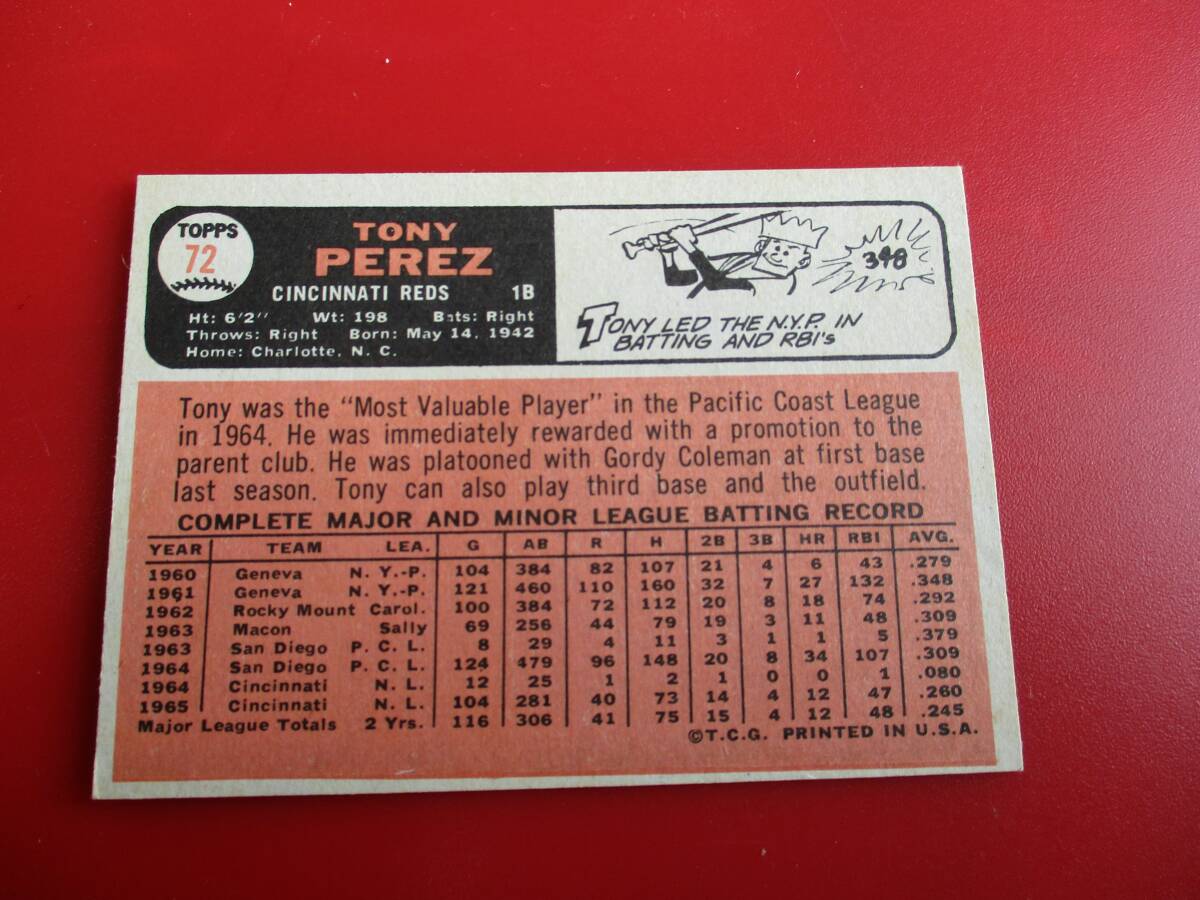 TOPPS
72
TONY
PEREZ
CINCINNATI REDS 1B
Ht: 6'2" Wt: 198 Bats: Right
Throws: Right Born: May 14, 1942
Home: Charlotte, N. C.
348
TONY LED THE N.Y.P. IN
BATTING AND RBI's
Tony was the "Most Valuable Player" in the Pacific Coast League
in 1964. He was immediately rewarded with a promotion to the
parent club. He was platooned with Gordy Coleman at first base
last season. Tony can also play third base and the outfield.
COMPLETE MAJOR AND MINOR LEAGUE BATTING RECORD
YEAR TEAM LEA. G AB R H 2B 3B HR RBI AVG.
1960 Geneva N. Y.-P. 104 384 82 107 21 4 6 43 .279
1961 Geneva N. Y.-P. 121 460 110 160 32 7 27 132 .348
1962 Rocky Mount Carol. 100 384 72 112 20 8 18 74 .292
1963 Macon Sally 69 256 44 79 19 3 11 48 .309
1963 San Diego P. C. L. 8 29 4 11 3 1 1 5 .379
1964 San Diego P. C. L. 124 479 96 148 20 8 34 107 .309
1964 Cincinnati N. L. 12 25 1 2 1 0 0 1 .080
1965 Cincinnati N. L. 104 281 40 73 14 4 12 47 .260
Major League Totals 2 Yrs. 116 306 41 75 15 4 12 48 .245
©T.C.G. PRINTED IN U.S.A.